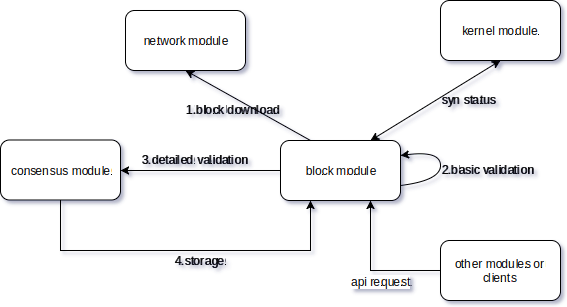 network module
kernel module.
1.block download
syn status
3.detailed validation
consensus module.
block module
2.basic validation
4.storage.
other modules or
clients
api request